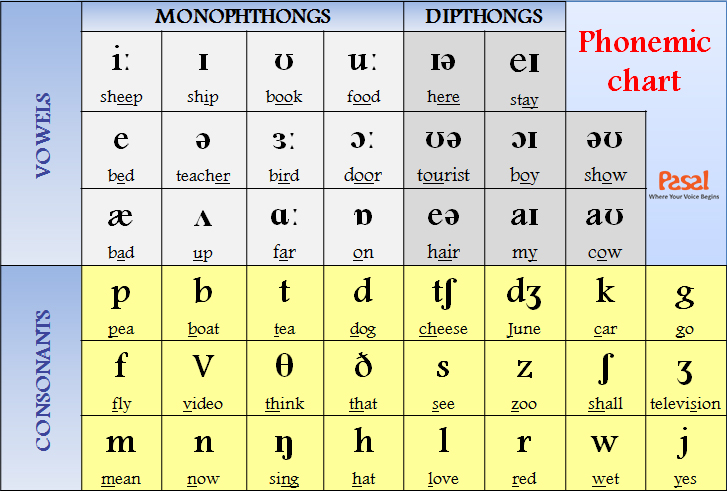 MONOPHTHONGS DIPTHONGS
Phonemic
chart
VOWELS
iː ɪ ʊ uː ɪə eɪ
sheep ship book food here stay
e ə ɜː ɔː ʊə ɔɪ əʊ
bed teacher bird door tourist boy show
Pasal
Where Your Voice Begins
æ ʌ ɑː ɒ eə aɪ aʊ
bad up far on hair my cow
CONSONANTS
p b t d tʃ dʒ k g
pea boat tea dog cheese June car go
f v θ ð s z ʃ ʒ
fly video think that see zoo shall television
m n ŋ h l r w j
mean now sing hat love red wet yes